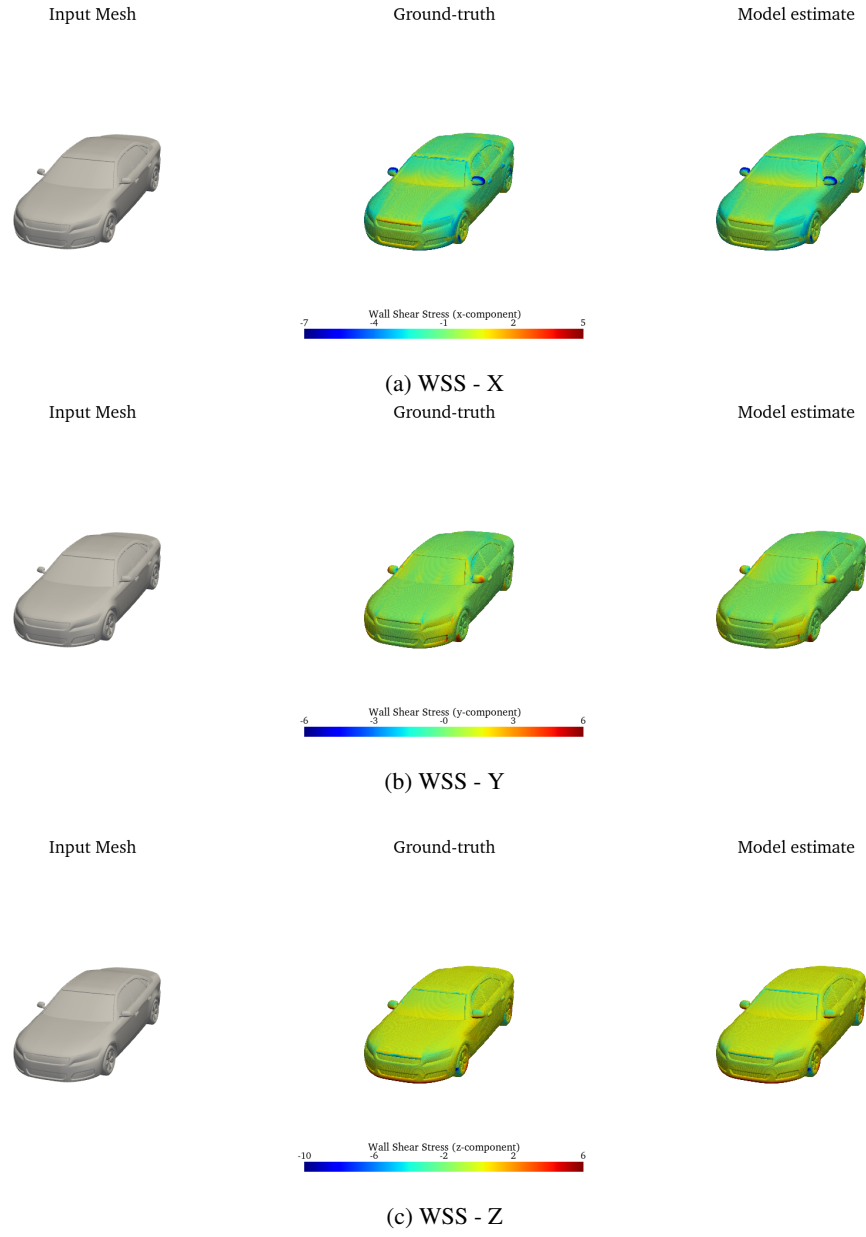 Input Mesh Ground-truth Model estimate
Wall Shear Stress (x-component)
-7 -4 -1 2 5
(a) WSS - X
Input Mesh Ground-truth Model estimate
Wall Shear Stress (y-component)
-6 -3 -0 3 6
(b) WSS - Y
Input Mesh Ground-truth Model estimate
Wall Shear Stress (z-component)
-10 -6 -2 2 6
(c) WSS - Z